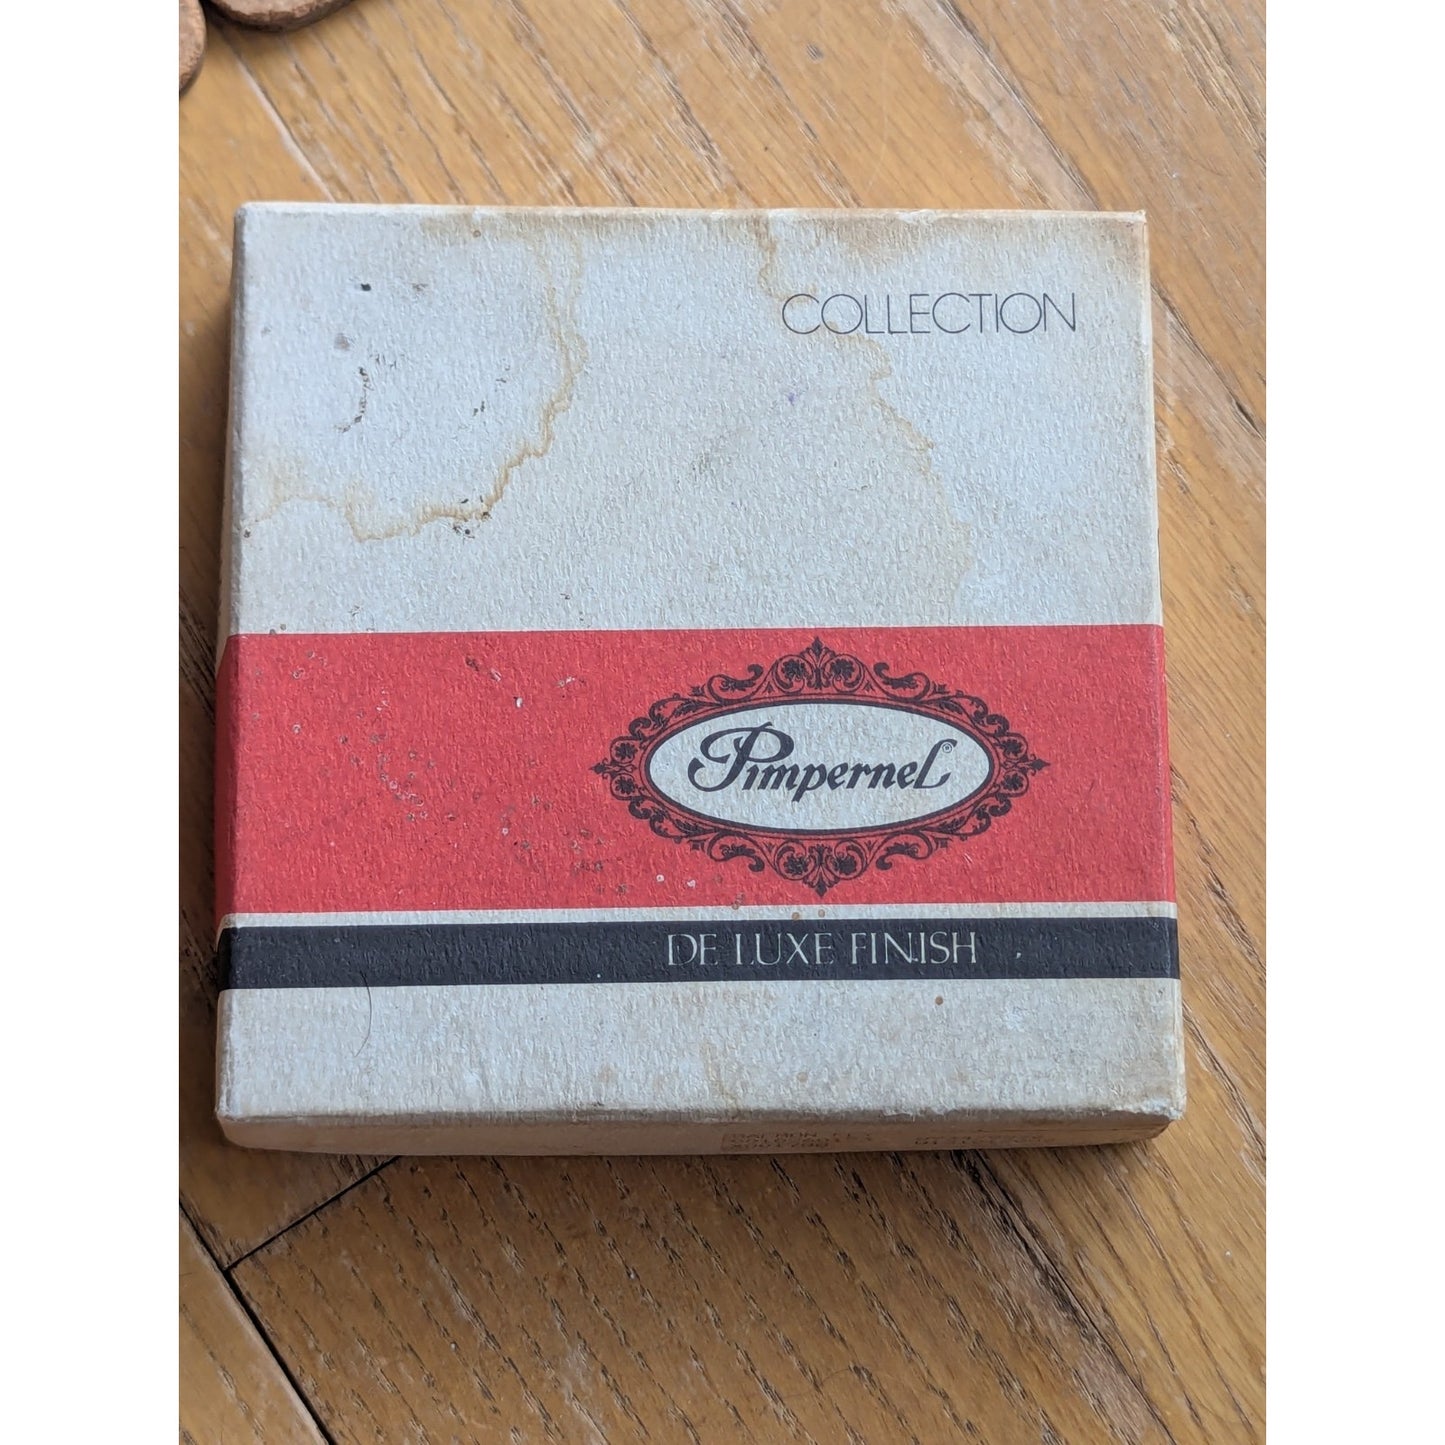 COLLECTION
Pimpernel®
DE LUXE FINISH